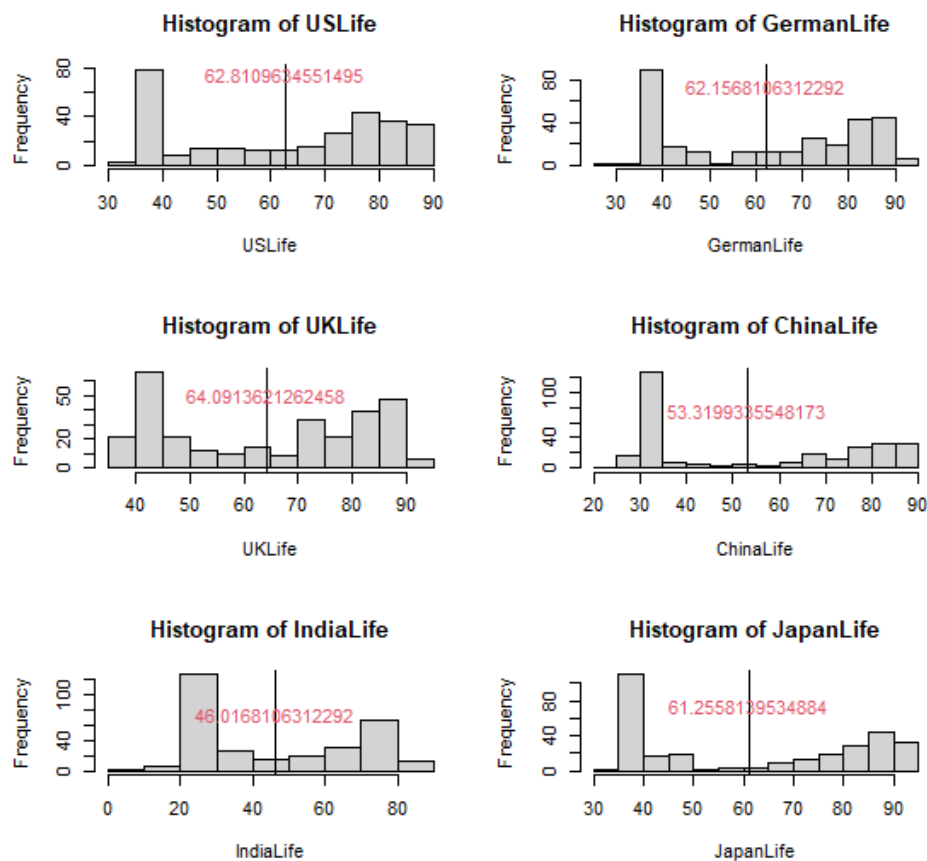 Histogram of USLife
Frequency
80
40
0
62.8109634551495
30 40 50 60 70 80 90
USLife
Histogram of GermanLife
Frequency
80
40
0
62.1568106312292
30 40 50 60 70 80 90
GermanLife
Histogram of UKLife
Frequency
50
20
0
64.0913621262458
40 50 60 70 80 90
UKLife
Histogram of ChinaLife
Frequency
100
40
0
53.3199335548173
20 30 40 50 60 70 80 90
ChinaLife
Histogram of IndiaLife
Frequency
100
40
0
46.0168106312292
0 20 40 60 80
IndiaLife
Histogram of JapanLife
Frequency
80
40
0
61.2558139534884
30 40 50 60 70 80 90
JapanLife